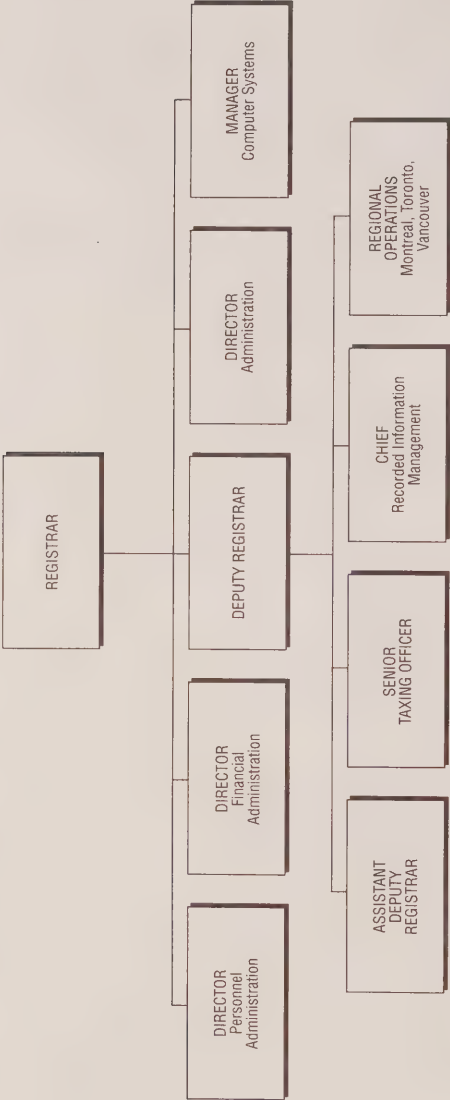 REGISTRAR
DIRECTOR
Personnel
Administration
DIRECTOR
Financial
Administration
DEPUTY REGISTRAR
DIRECTOR
Administration
MANAGER
Computer Systems
ASSISTANT
DEPUTY
REGISTRAR
SENIOR
TAXING OFFICER
CHIEF
Recorded Information
Management
REGIONAL
OPERATIONS
Montreal, Toronto,
Vancouver